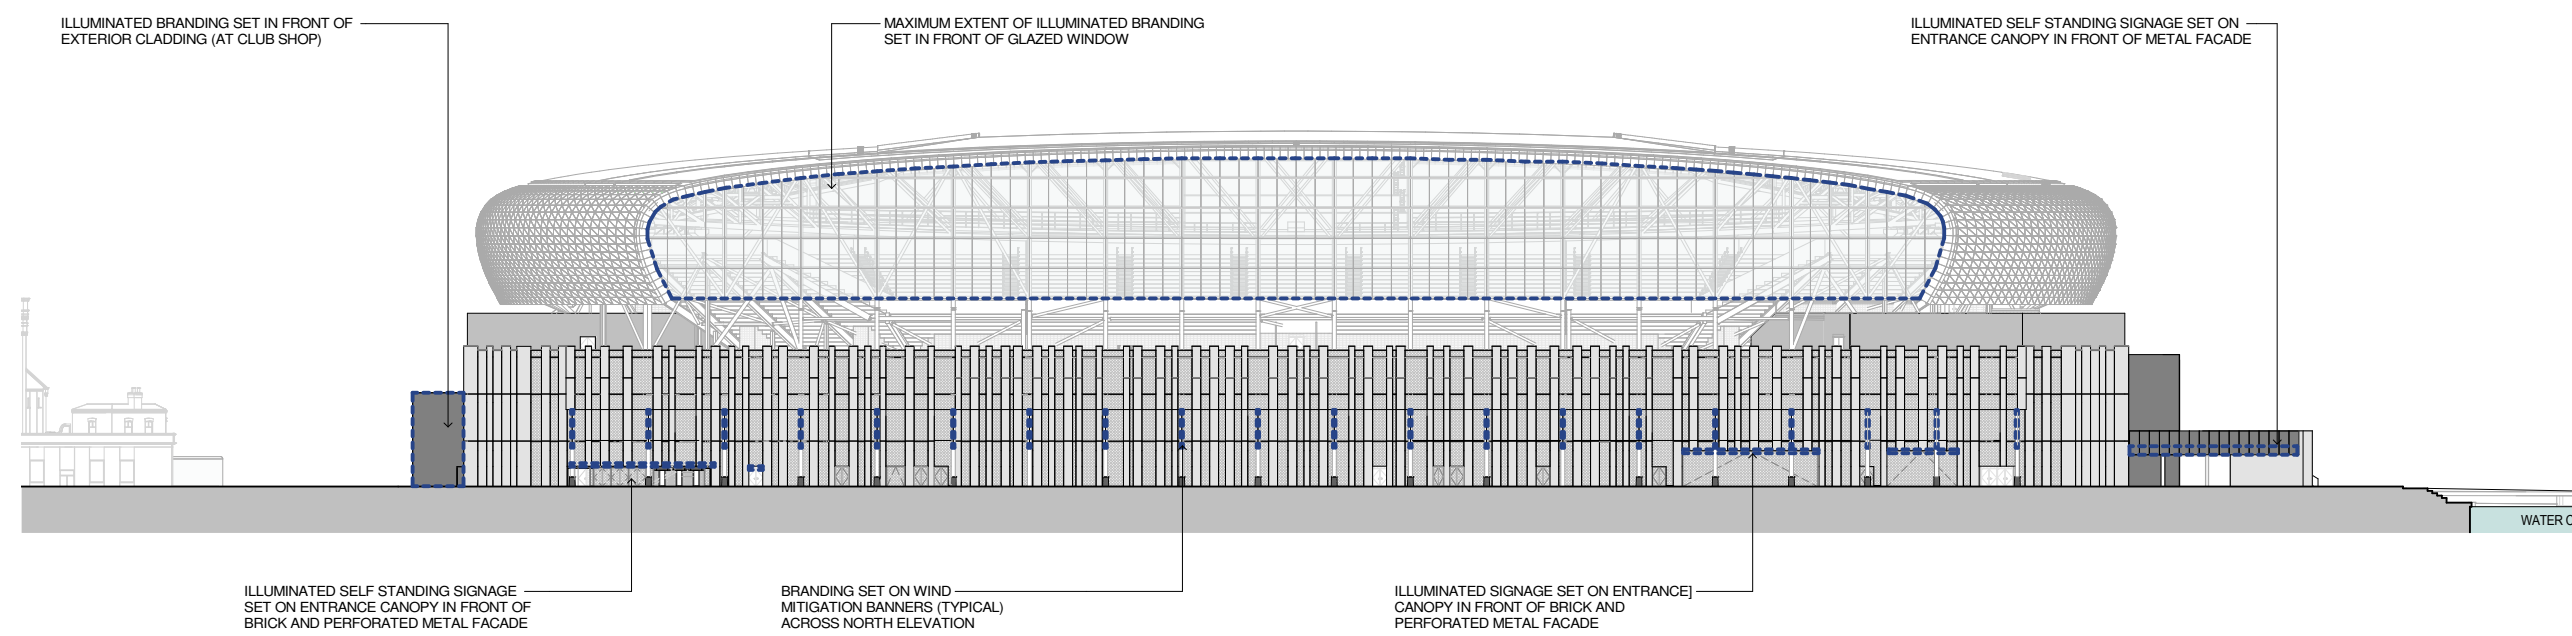 ILLUMINATED BRANDING SET IN FRONT OF
EXTERIOR CLADDING (AT CLUB SHOP)
MAXIMUM EXTENT OF ILLUMINATED BRANDING
SET IN FRONT OF GLAZED WINDOW
ILLUMINATED SELF STANDING SIGNAGE SET ON
ENTRANCE CANOPY IN FRONT OF METAL FACADE
WATER C
ILLUMINATED SELF STANDING SIGNAGE
SET ON ENTRANCE CANOPY IN FRONT OF
BRICK AND PERFORATED METAL FACADE
BRANDING SET ON WIND
MITIGATION BANNERS (TYPICAL)
ACROSS NORTH ELEVATION
ILLUMINATED SIGNAGE SET ON ENTRANCE]
CANOPY IN FRONT OF BRICK AND
PERFORATED METAL FACADE